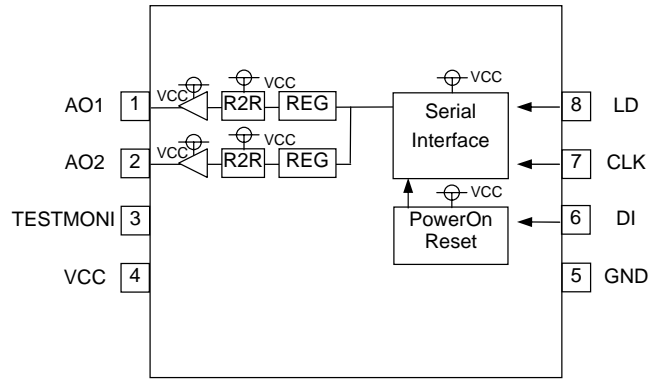 VCC
VCC
VCC
AO1 1 R2R REG Serial Interface 8 LD
VCC
VCC
AO2 2 R2R REG 7 CLK
VCC
TESTMONI 3 PowerOn Reset 6 DI
VCC 4 5 GND